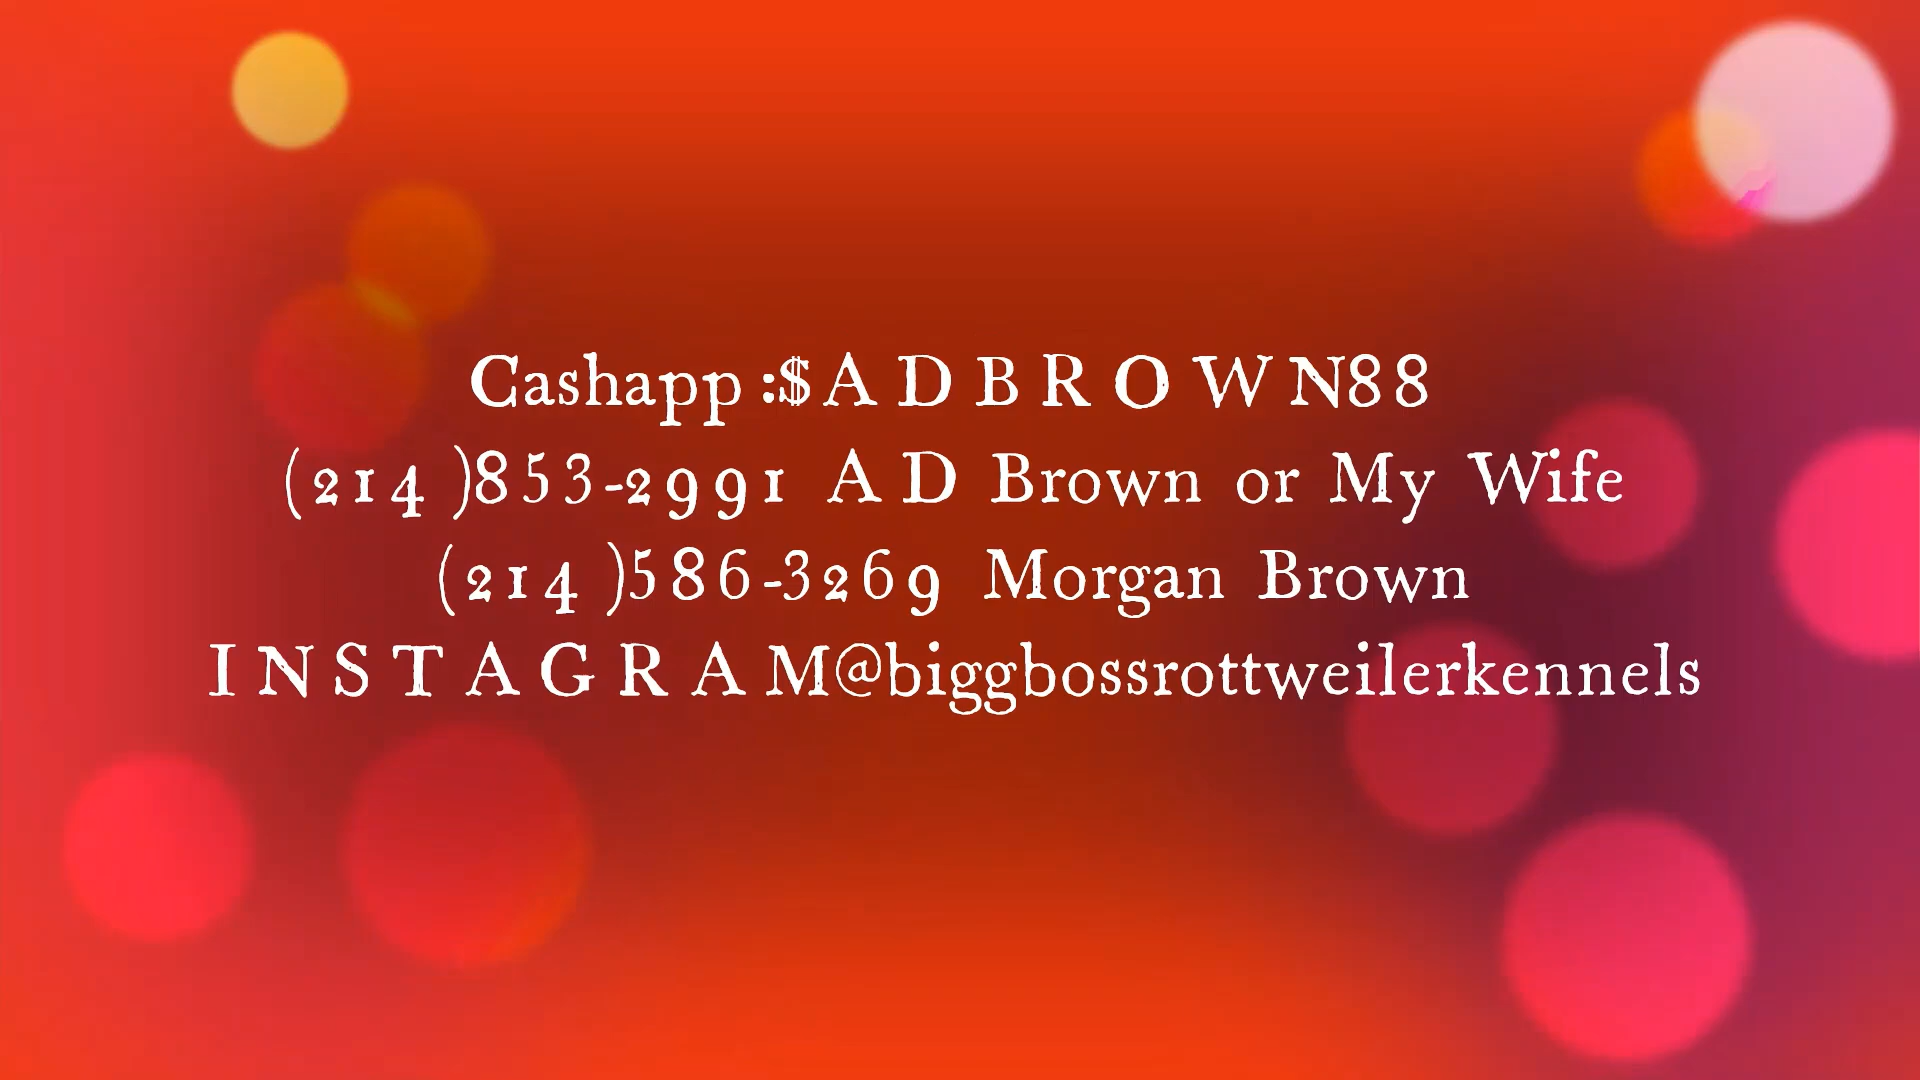 Cashapp :$ADBROWN88
(214 )853-2991 AD Brown or My Wife
(214 )586-3269 Morgan Brown
INSTAGRAM@biggbossrottweilerkennels